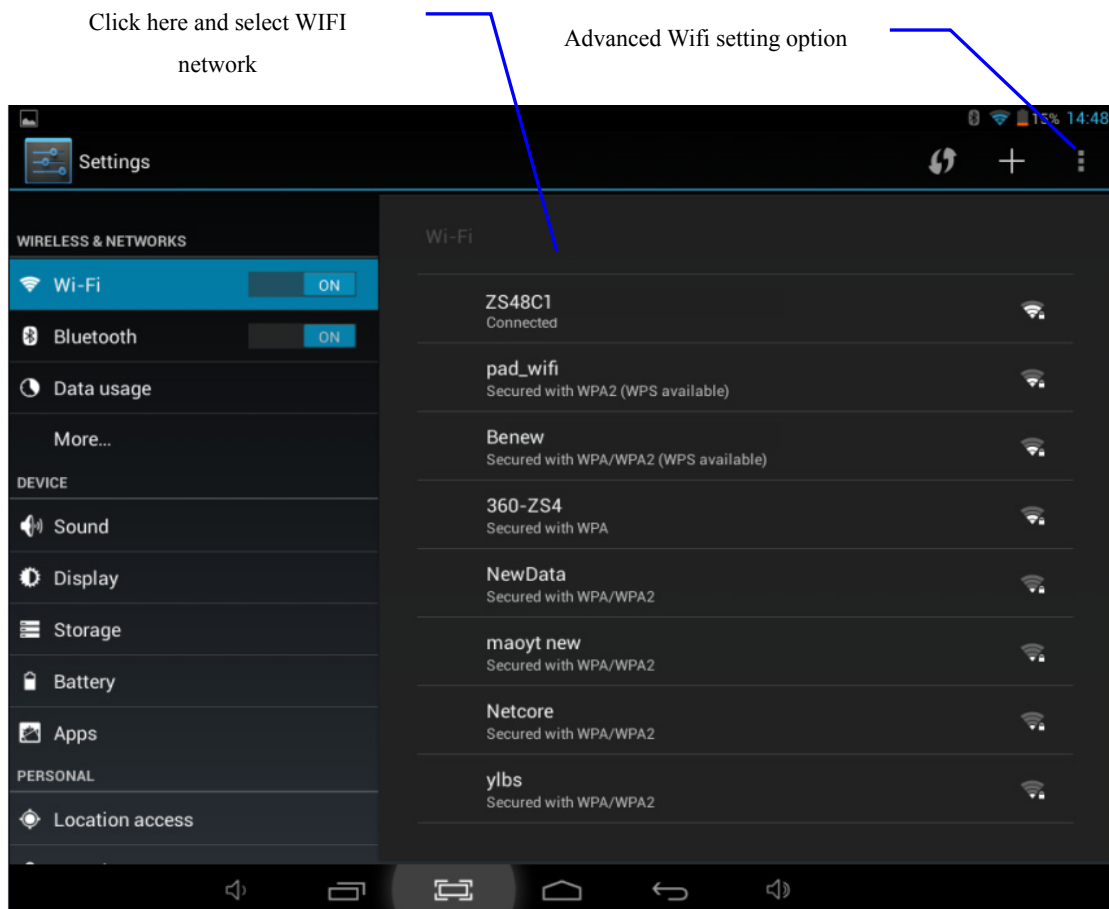 Click here and select WIFI
network
Advanced Wifi setting option
15% 14:48
Settings
WIRELESS & NETWORKS
Wi-Fi ON
Bluetooth ON
Data usage
More...
DEVICE
Sound
Display
Storage
Battery
Apps
PERSONAL
Location access
Wi-Fi
ZS48C1
Connected
pad_wifi
Secured with WPA2 (WPS available)
Benew
Secured with WPA/WPA2 (WPS available)
360-ZS4
Secured with WPA
NewData
Secured with WPA/WPA2
maoyt new
Secured with WPA/WPA2
Netcore
Secured with WPA/WPA2
ylbs
Secured with WPA/WPA2